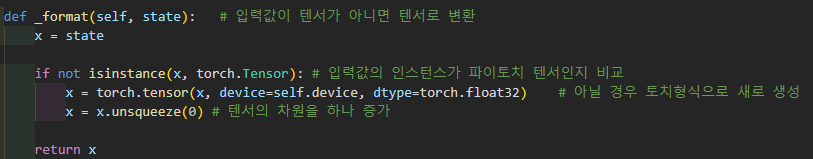 def _format(self, state):   # 입력값이 텐서가 아니면 텐서로 변환
    x = state
    if not isinstance(x, torch.Tensor): # 입력값의 인스턴스가 파이토치 텐서인지 비교
        x = torch.tensor(x, device=self.device, dtype=torch.float32)    # 아닐 경우 토치형식으로 새로 생성
        x = x.unsqueeze(0) # 텐서의 차원을 하나 증가
    return x